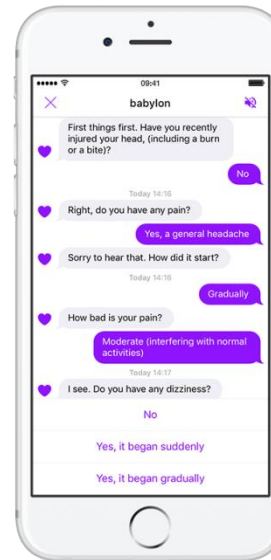 09:41
babylon
First things first. Have you recently
injured your head, (including a burn
or a bite)?
No
Today 14:16
Right, do you have any pain?
Yes, a general headache
Sorry to hear that. How did it start?
Today 14:16
Gradually
How bad is your pain?
Moderate (interfering with normal
activities)
Today 14:17
I see. Do you have any dizziness?
No
Yes, it began suddenly
Yes, it began gradually